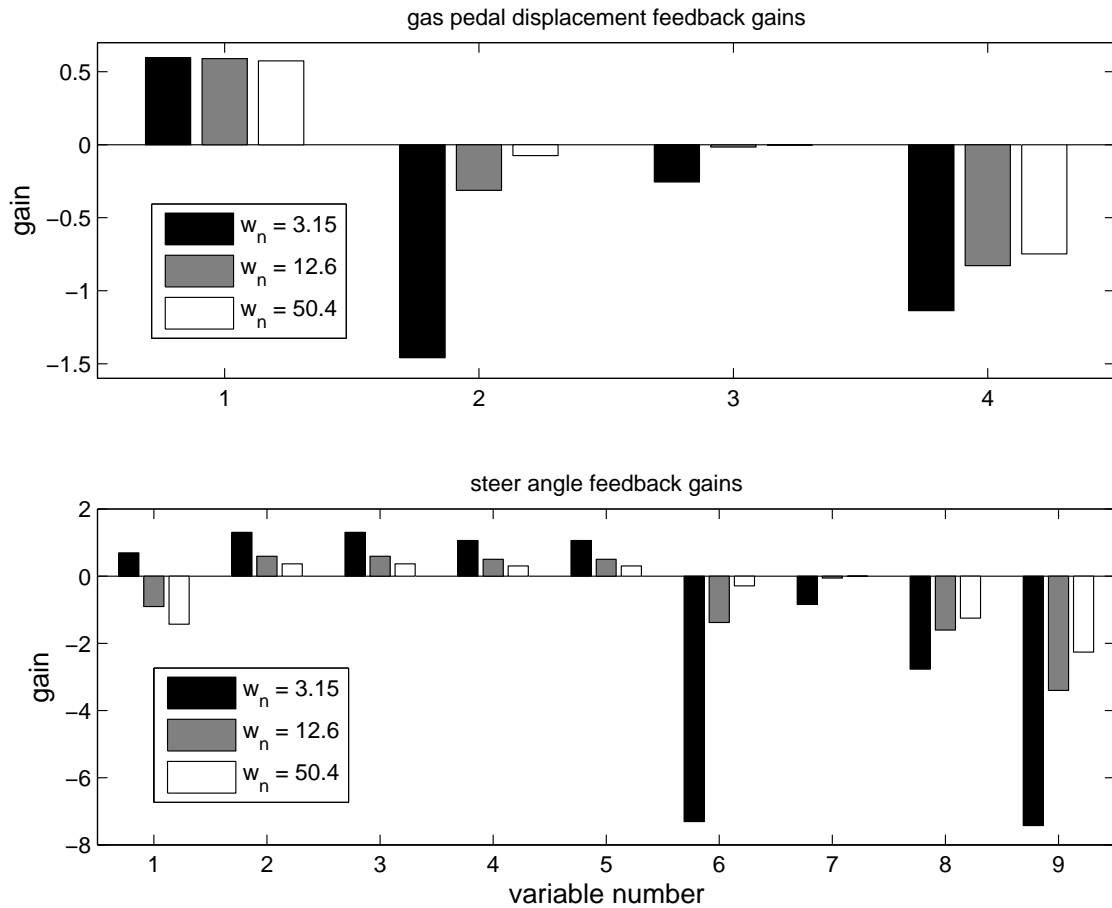 gas pedal displacement feedback gains
0.5
0
−0.5
−1
−1.5
gain
w_n = 3.15
w_n = 12.6
w_n = 50.4
1 2 3 4
steer angle feedback gains
2
0
−2
−4
−6
−8
gain
w_n = 3.15
w_n = 12.6
w_n = 50.4
1 2 3 4 5 6 7 8 9
variable number